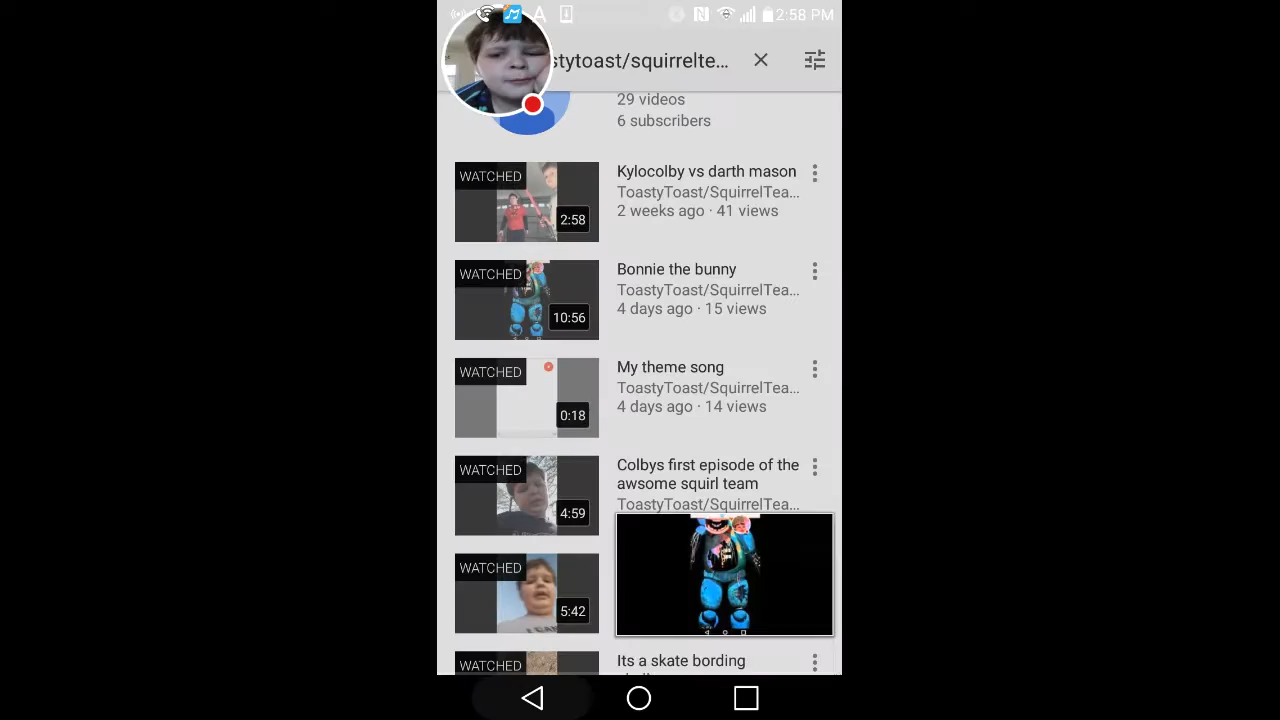 2:58 PM
stytoast/squirrelte...
29 videos
6 subscribers
WATCHED
2:58
Kylocolby vs darth mason
ToastyToast/SquirrelTea...
2 weeks ago · 41 views
WATCHED
10:56
Bonnie the bunny
ToastyToast/SquirrelTea...
4 days ago · 15 views
WATCHED
0:18
My theme song
ToastyToast/SquirrelTea...
4 days ago · 14 views
WATCHED
4:59
Colbys first episode of the
awsome squirl team
ToastyToast/SquirrelTea...
WATCHED
5:42
WATCHED
Its a skate bording